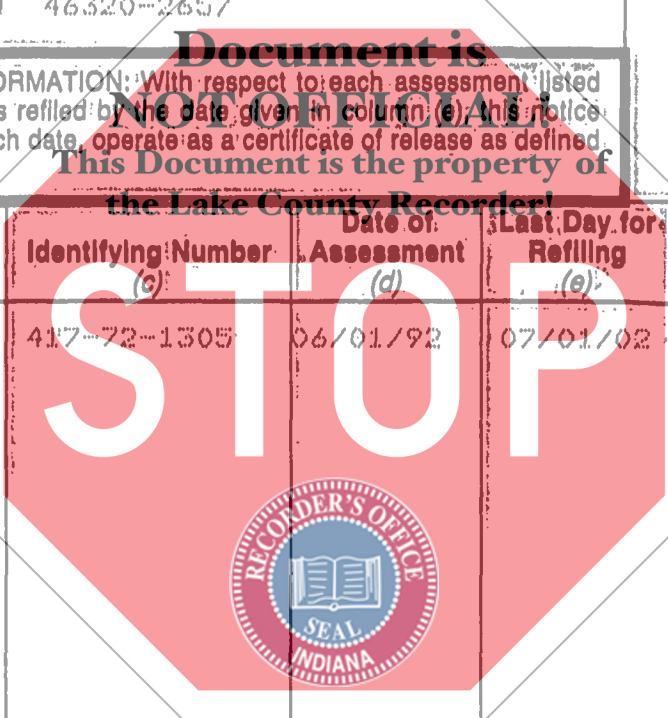 46320-2657
Document is
ORMATION: With respect to each assessment listed
s refiled by the date given in column (e), this notice
NOT OFFICIAL!
ch date, operate as a certificate of release as defined
This Document is the property of
the Lake County Recorder!
Identifying Number
(c)
Date of
Assessment
(d)
Last Day for
Refiling
(e)
417-72-1305 06/01/92 07/01/02
STOP
RECORDER'S OFFICE
SEAL
INDIANA